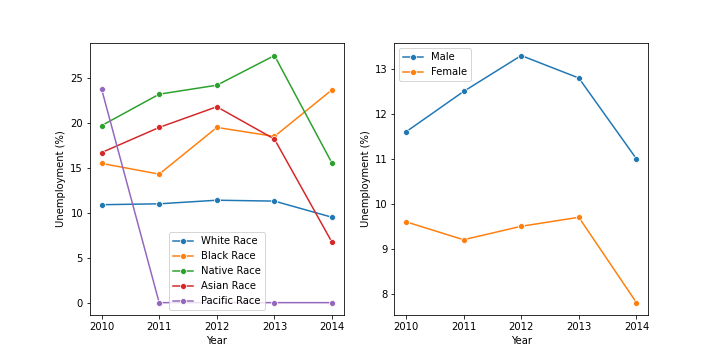 Unemployment (%)
25
20
15
10
5
0
White Race
Black Race
Native Race
Asian Race
Pacific Race
2010 2011 2012 2013 2014
Year
Unemployment (%)
13
12
11
10
9
8
Male
Female
2010 2011 2012 2013 2014
Year